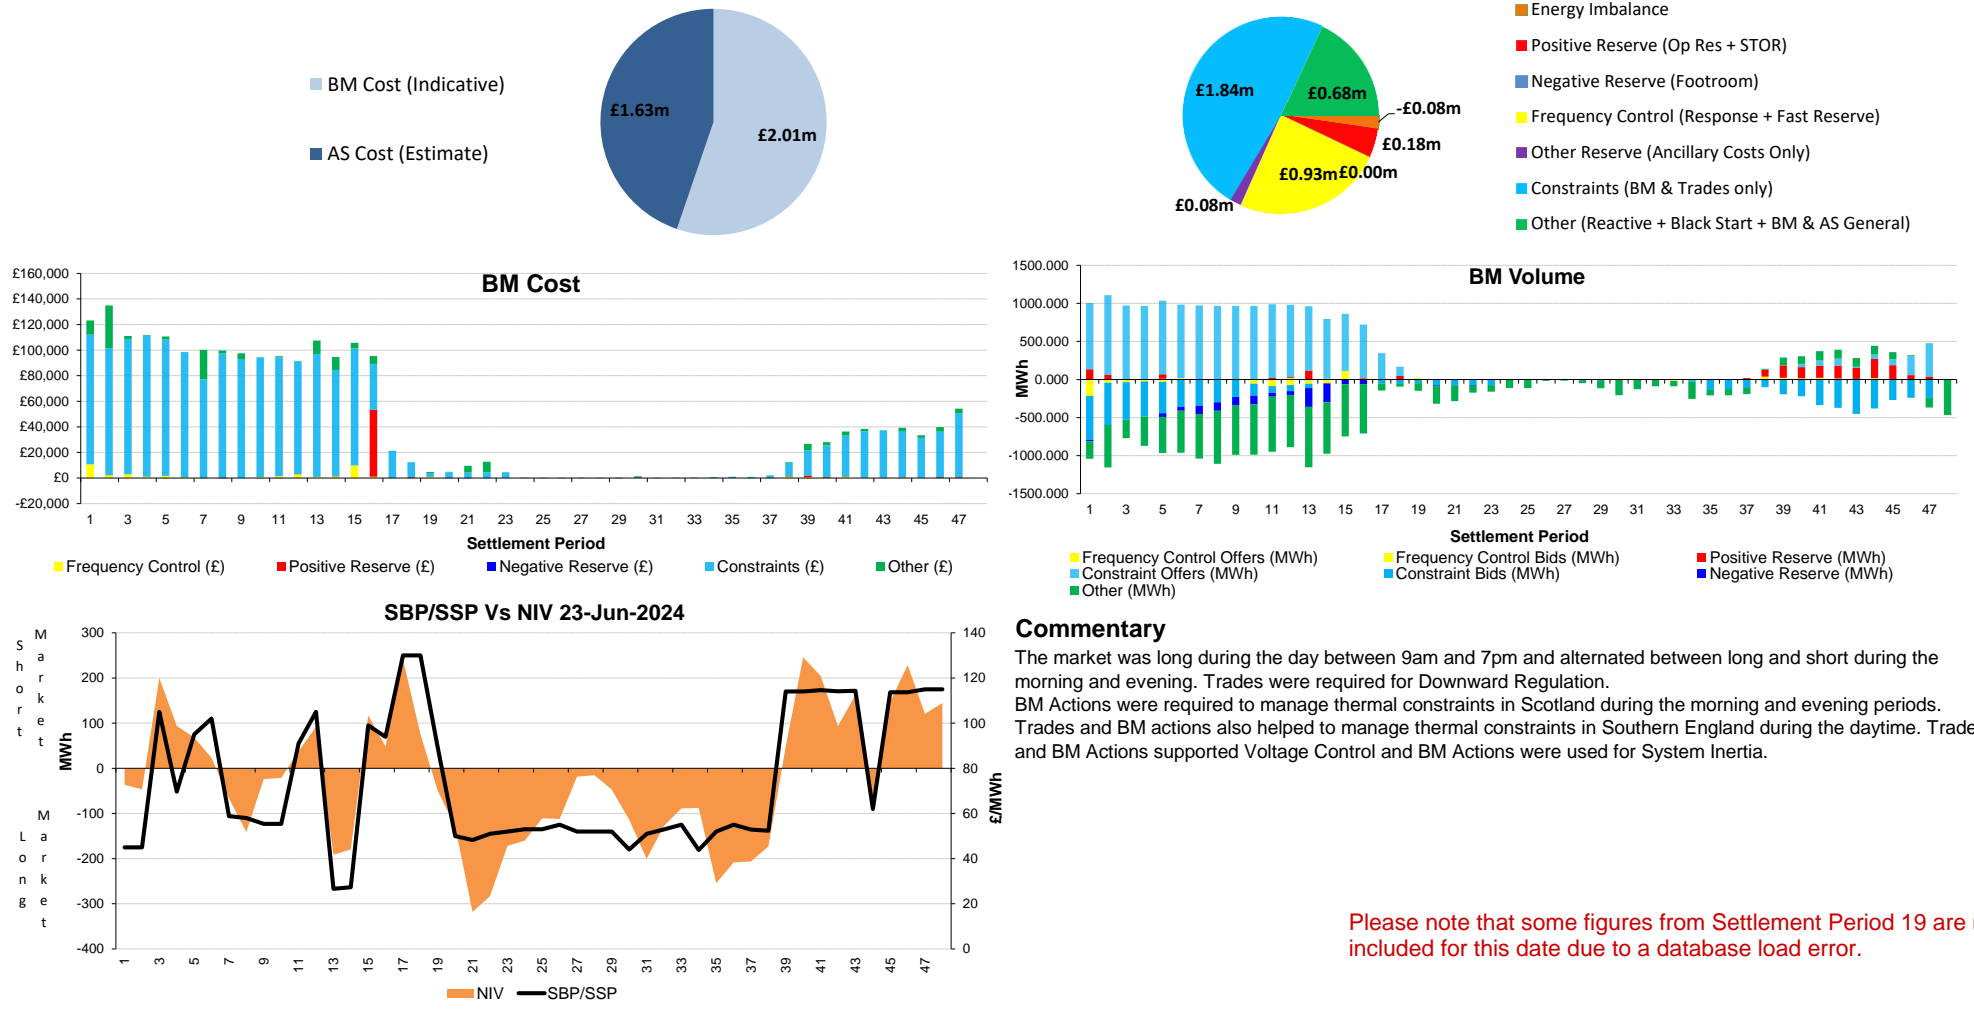 BM Cost (Indicative)
AS Cost (Estimate)
£1.63m
£2.01m
£1.84m
£0.68m
-£0.08m
£0.18m
£0.00m
£0.93m
£0.08m
Energy Imbalance
Positive Reserve (Op Res + STOR)
Negative Reserve (Footroom)
Frequency Control (Response + Fast Reserve)
Other Reserve (Ancillary Costs Only)
Constraints (BM & Trades only)
Other (Reactive + Black Start + BM & AS General)
BM Cost
£160,000
£140,000
£120,000
£100,000
£80,000
£60,000
£40,000
£20,000
£0
-£20,000
1 3 5 7 9 11 13 15 17 19 21 23 25 27 29 31 33 35 37 39 41 43 45 47
Settlement Period
Frequency Control (£) Positive Reserve (£) Negative Reserve (£) Constraints (£) Other (£)
BM Volume
1500.000
1000.000
500.000
0.000
-500.000
-1000.000
-1500.000
MWh
1 3 5 7 9 11 13 15 17 19 21 23 25 27 29 31 33 35 37 39 41 43 45 47
Settlement Period
Frequency Control Offers (MWh) Frequency Control Bids (MWh) Positive Reserve (MWh)
Constraint Offers (MWh) Constraint Bids (MWh) Negative Reserve (MWh)
Other (MWh)
SBP/SSP Vs NIV 23-Jun-2024
Short Market
Long Market
MWh
300
200
100
0
-100
-200
-300
-400
140
120
100
80
60
40
20
0
£/MWh
1 3 5 7 9 11 13 15 17 19 21 23 25 27 29 31 33 35 37 39 41 43 45 47
NIV SBP/SSP
Commentary
The market was long during the day between 9am and 7pm and alternated between long and short during the
morning and evening. Trades were required for Downward Regulation.
BM Actions were required to manage thermal constraints in Scotland during the morning and evening periods.
Trades and BM actions also helped to manage thermal constraints in Southern England during the daytime. Trade
and BM Actions supported Voltage Control and BM Actions were used for System Inertia.
Please note that some figures from Settlement Period 19 are
included for this date due to a database load error.